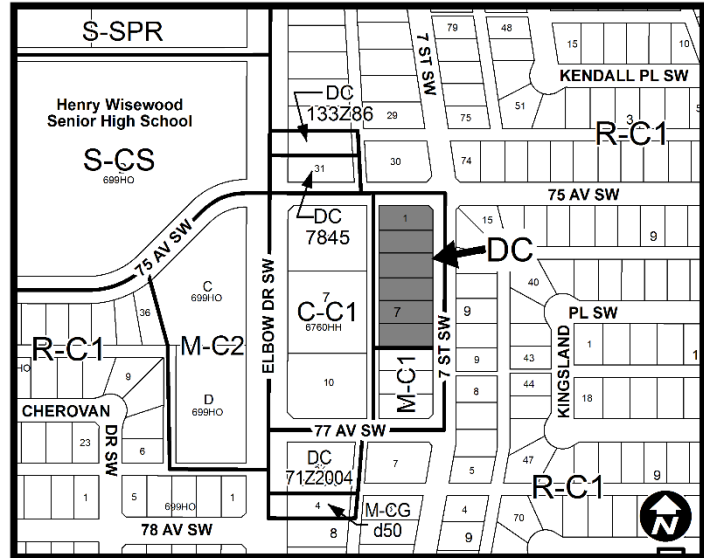 S-SPR
79
48
15
10
7 ST SW
KENDALL PL SW
DC
133Z86
51
3
Henry Wisewood
Senior High School
29
75
R-C1
S-CS
699HO
31
30
74
75 AV SW
DC
7845
1
15
9
DC
75 AV SW
C
699HO
ELBOW DR SW
7
C-C1
6760HH
40
PL SW
36
7
9
1
1
R-C1
M-C2
7 ST SW
KINGSLAND
HO
9
D
699HO
10
M-C1
9
43
8
44
18
CHEROVAN
DR SW
23
6
77 AV SW
DC
71Z2004
7
5
47
9
1
5
699HO
1
R-C1
78 AV SW
4
M-CG
d50
4
70
8
9
N